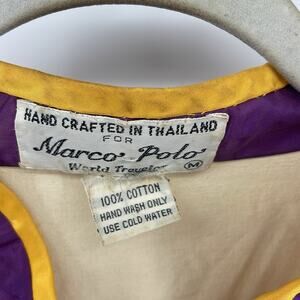 HAND CRAFTED IN THAILAND
FOR
Marco Polo
World Traveler
M
100% COTTON
HAND WASH ONLY
USE COLD WATER